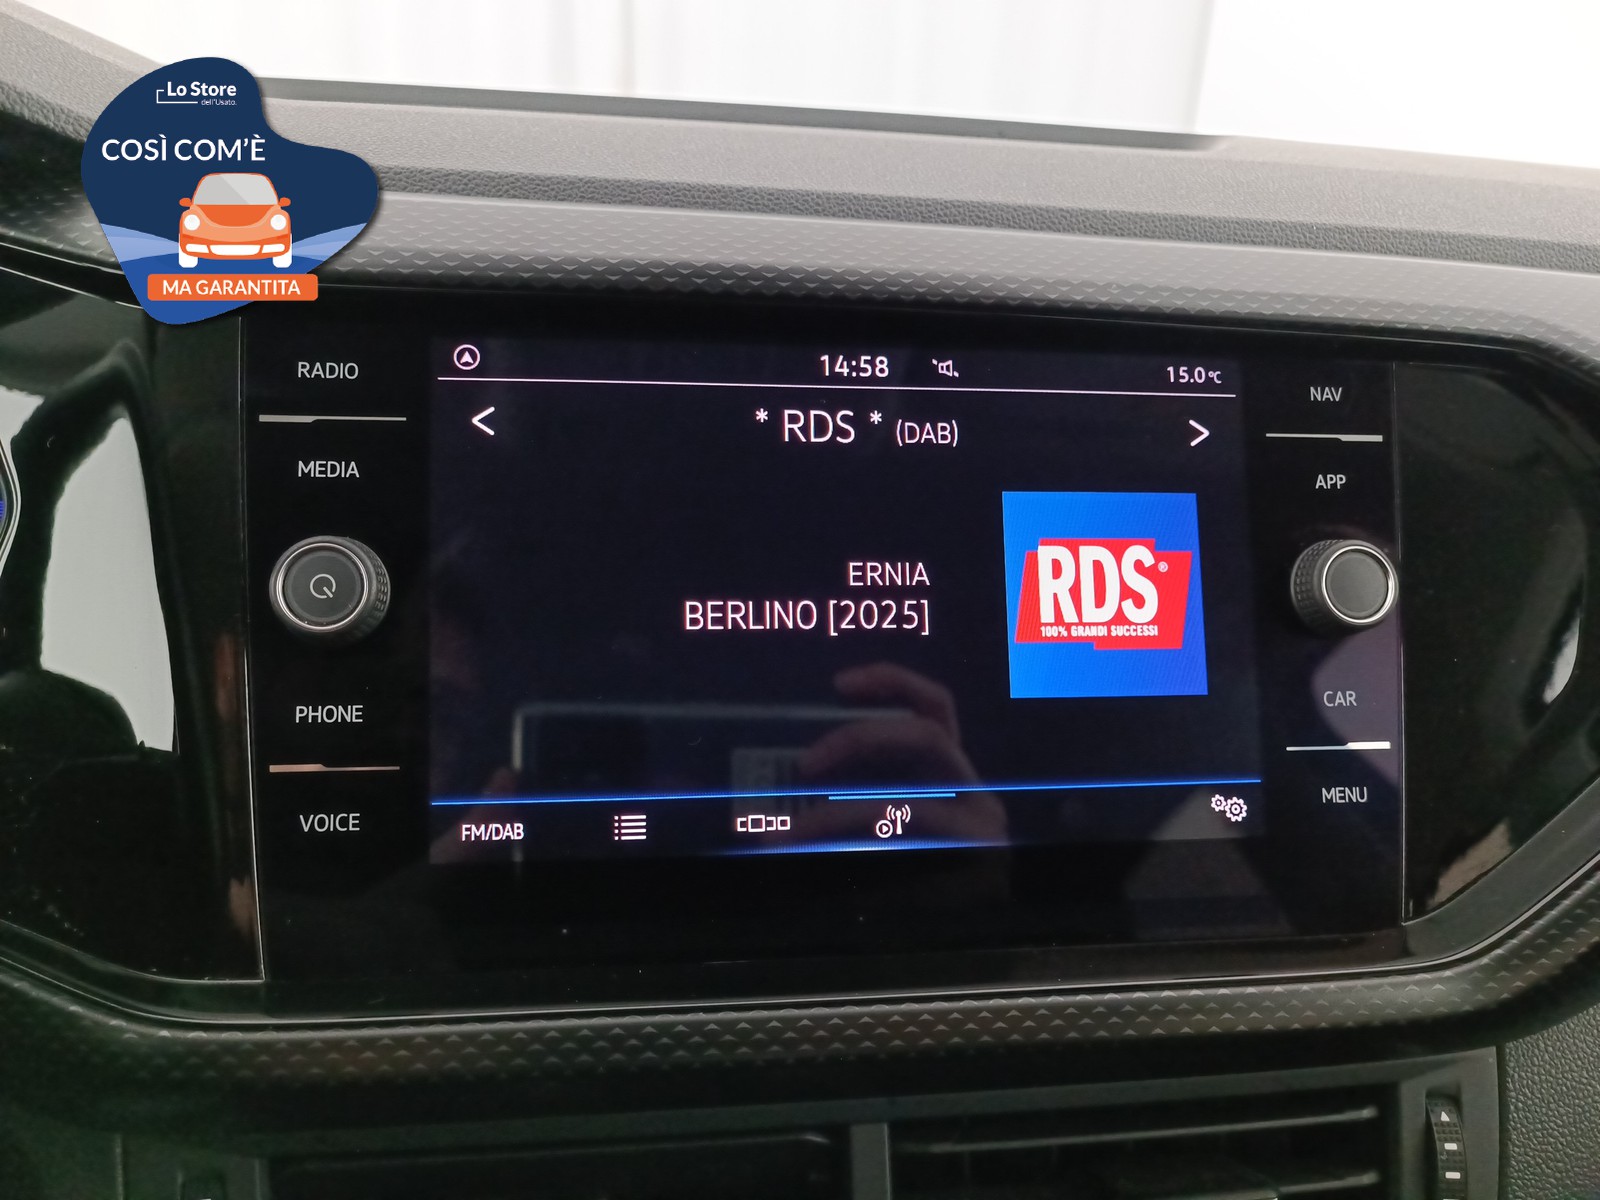 Lo Store
dell'Usato.
COSÌ COM'È
MA GARANTITA
RADIO
MEDIA
PHONE
VOICE
14:58
15.0°C
< * RDS * (DAB) >
ERNIA
BERLINO [2025]
RDS®
100% GRANDI SUCCESSI
FM/DAB
NAV
APP
CAR
MENU